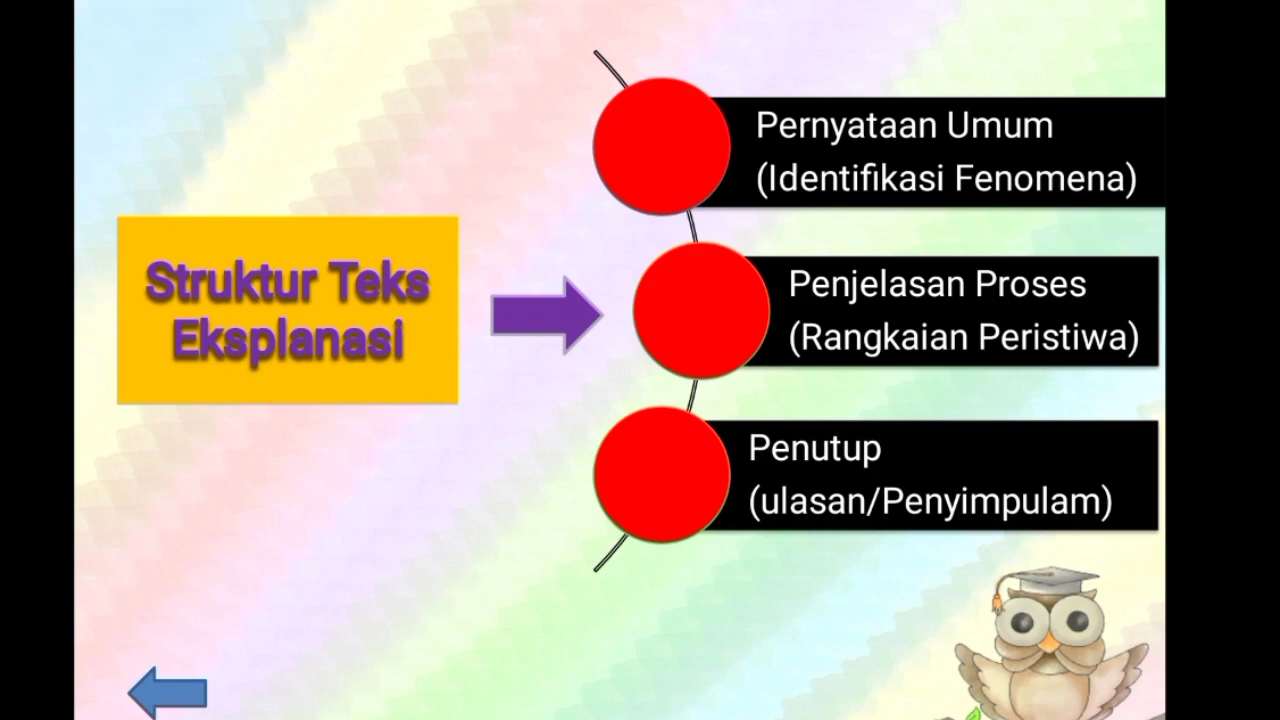 Struktur Teks
Eksplanasi
Pernyataan Umum
(Identifikasi Fenomena)
Penjelasan Proses
(Rangkaian Peristiwa)
Penutup
(ulasan/Penyimpulam)